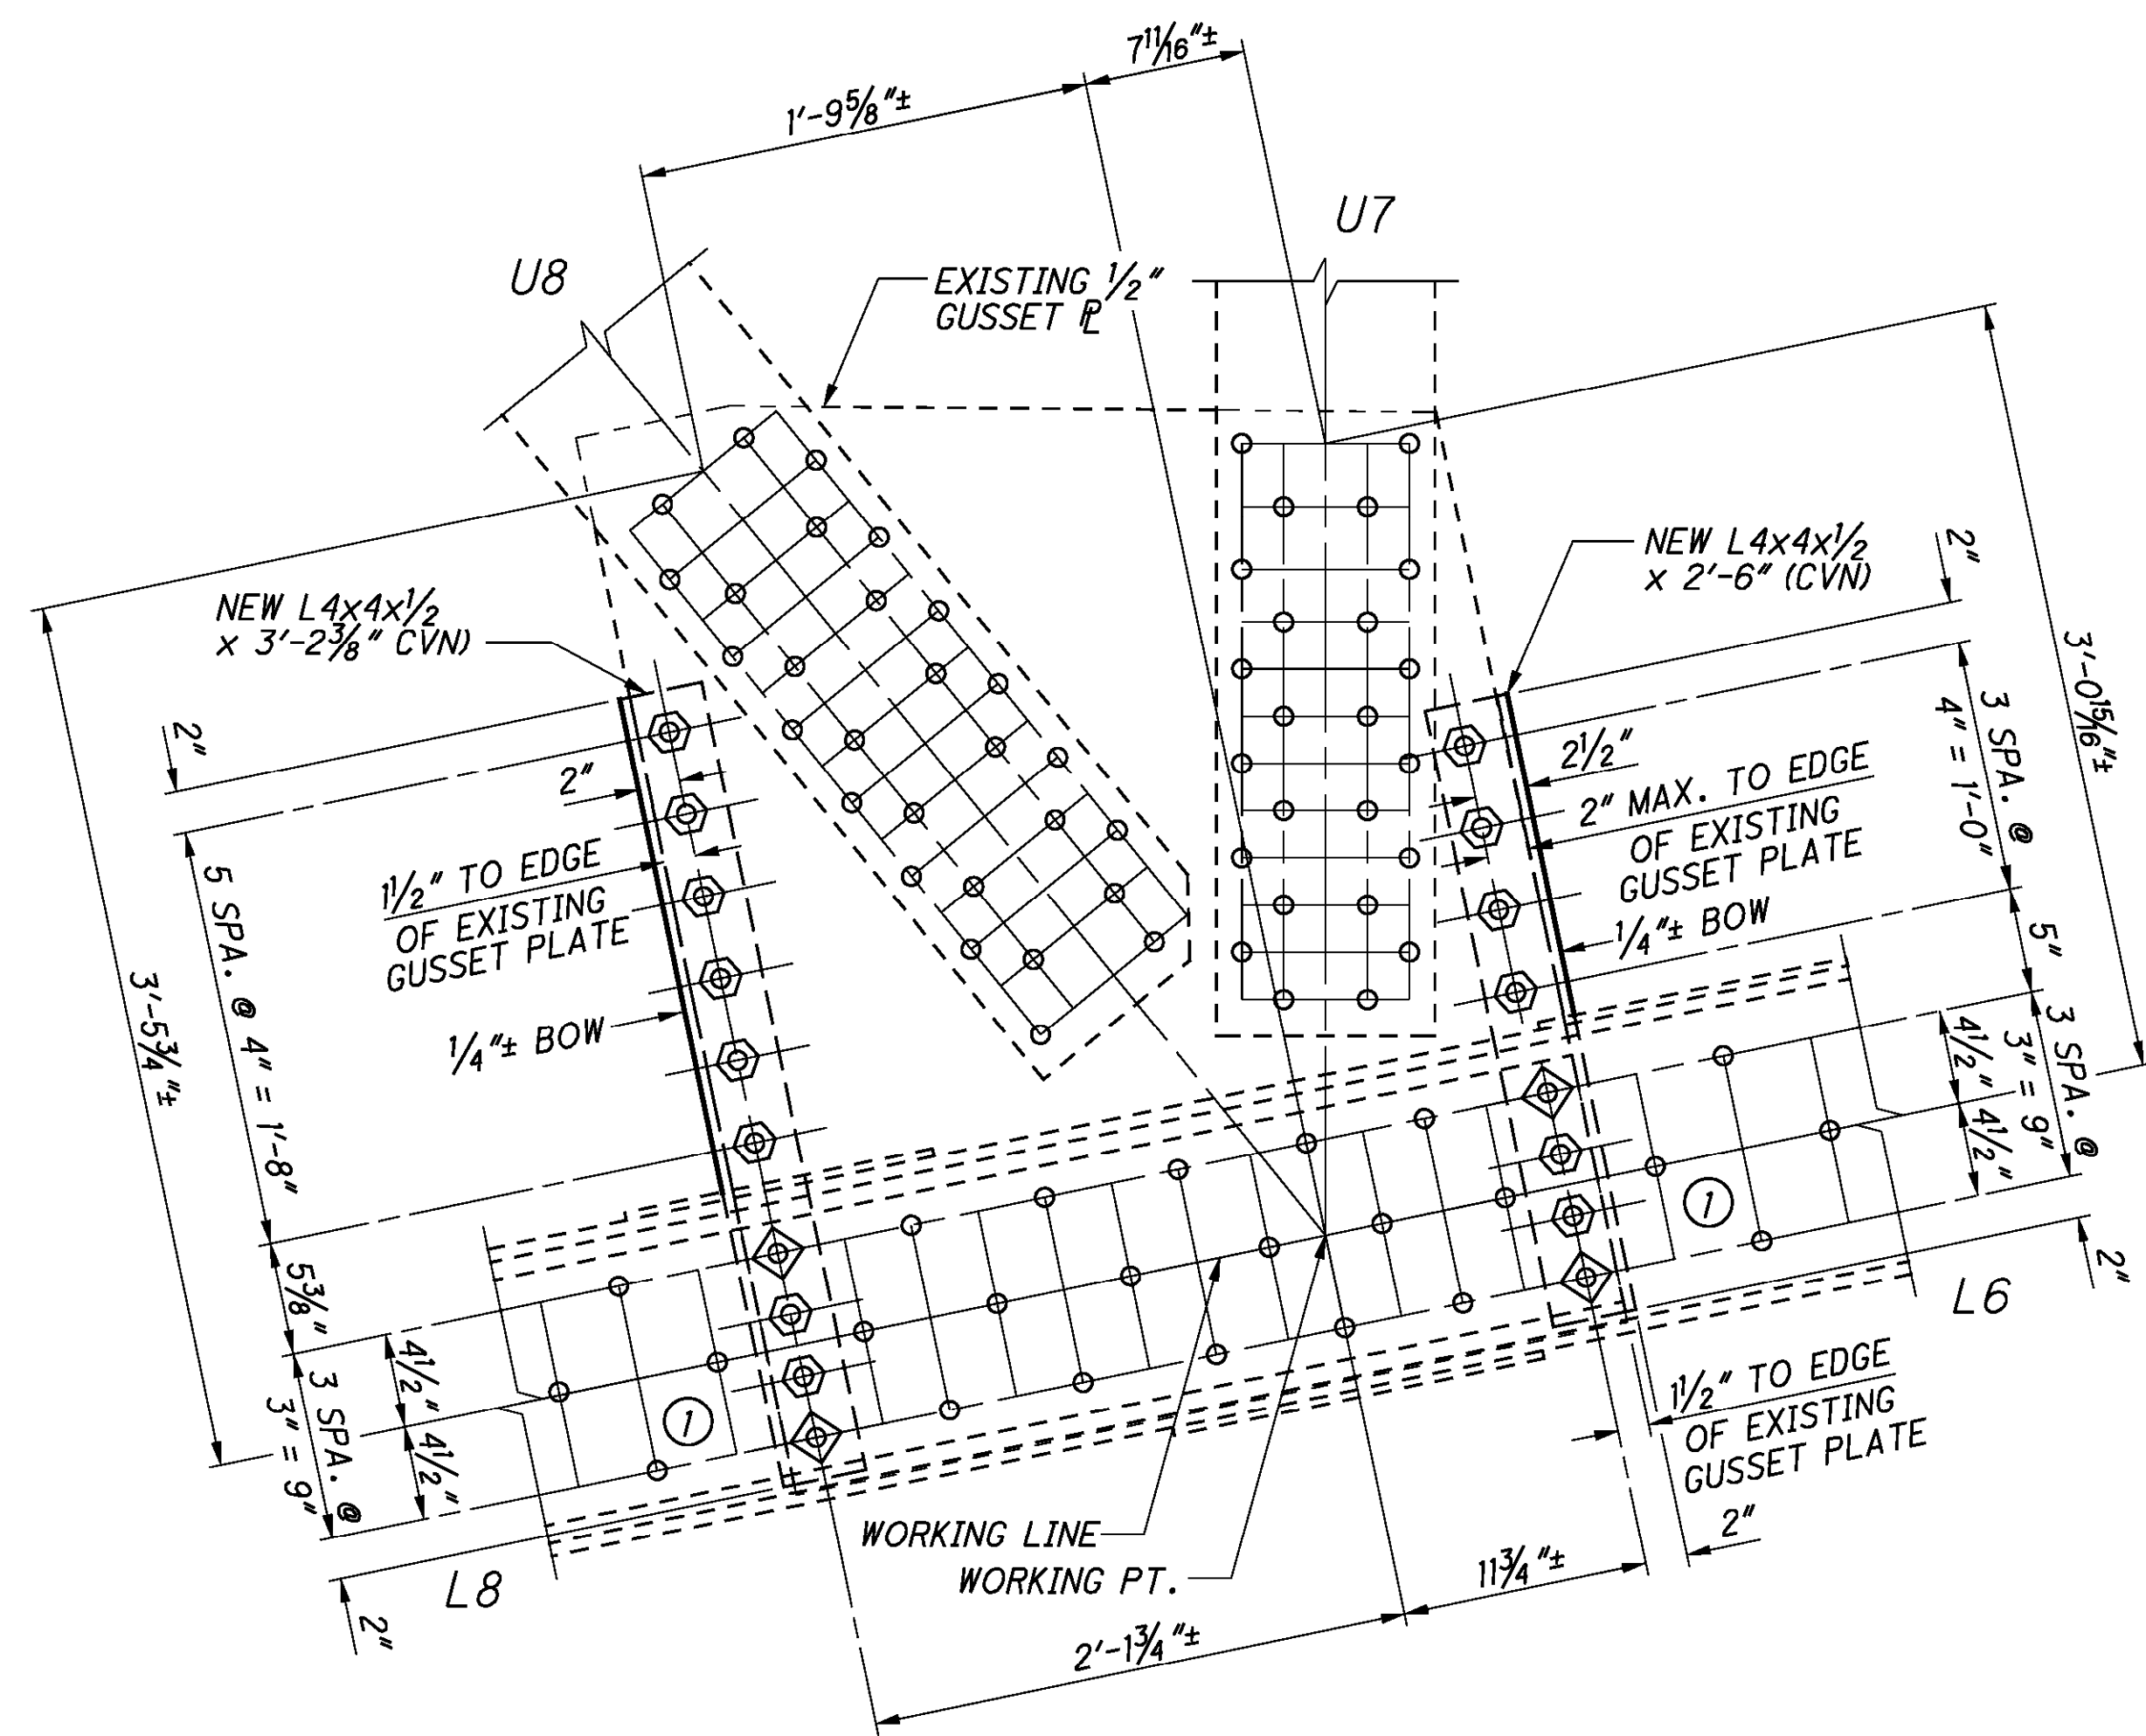 7 11/16"±
1'-9 5/8"±
U7
U8
EXISTING 1/2"
GUSSET ℄
NEW L4x4x1/2
x 2'-6" (CVN)
2"
NEW L4x4x1/2
x 3'-2 3/8" CVN)
3'-0 15/16"±
3 SPA. @
4" = 1'-0"
2"
2"
2 1/2"
2" MAX. TO EDGE
OF EXISTING
GUSSET PLATE
1 1/2" TO EDGE
OF EXISTING
GUSSET PLATE
1/4"± BOW
5"
5 SPA. @ 4" = 1'-8"
3'-5 3/4"±
1/4"± BOW
3 SPA. @
3" = 9"
4 1/2"
4 1/2"
1
2"
L6
5 3/8"
4 1/2"
4 1/2"
3 SPA. @
3" = 9"
1
1 1/2" TO EDGE
OF EXISTING
GUSSET PLATE
2"
WORKING LINE
WORKING PT.
L8
2"
11 3/4"±
2'-1 3/4"±